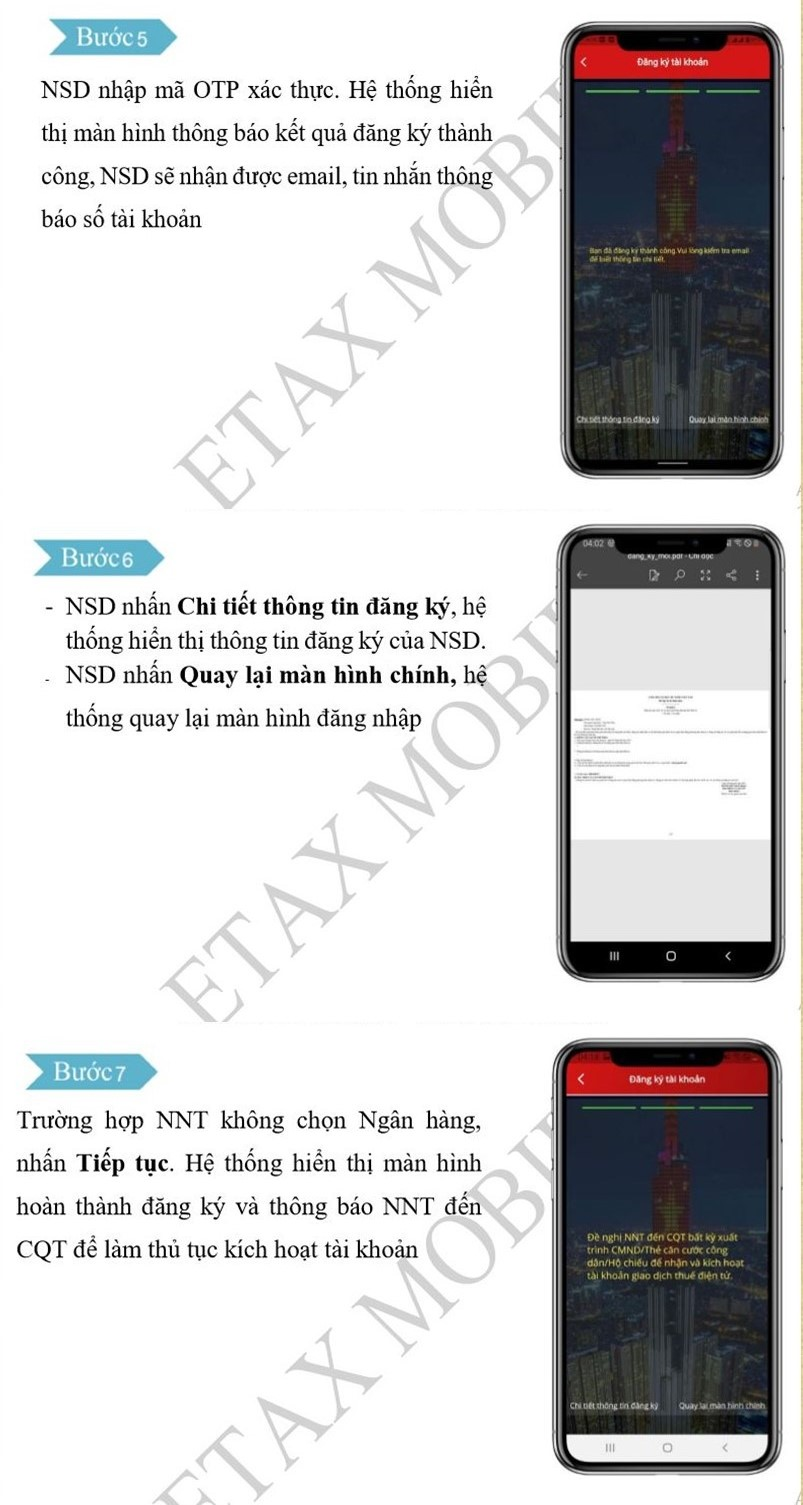 Bước 5
NSD nhập mã OTP xác thực. Hệ thống hiển
thị màn hình thông báo kết quả đăng ký thành
công, NSD sẽ nhận được email, tin nhắn thông
báo số tài khoản
Đăng ký tài khoản
Bạn đã đăng ký thành công.Vui lòng kiểm tra email
để biết thông tin chi tiết.
Chi tiết thông tin đăng ký
Quay lại màn hình chính
ETAX MOBI
Bước 6
- NSD nhấn Chi tiết thông tin đăng ký, hệ
thống hiển thị thông tin đăng ký của NSD.
- NSD nhấn Quay lại màn hình chính, hệ
thống quay lại màn hình đăng nhập
04:02
dang_ky_moi.pdf - Chỉ đọc
ETAX MOBI
Bước 7
Trường hợp NNT không chọn Ngân hàng,
nhấn Tiếp tục. Hệ thống hiển thị màn hình
hoàn thành đăng ký và thông báo NNT đến
CQT để làm thủ tục kích hoạt tài khoản
Đăng ký tài khoản
Đề nghị NNT đến CQT bất kỳ xuất
trình CMND/Thẻ căn cước công
dân/Hộ chiếu để nhận và kích hoạt
tài khoản giao dịch thuế điện tử.
Chi tiết thông tin đăng ký
Quay lại màn hình chính
ETAX MOBI